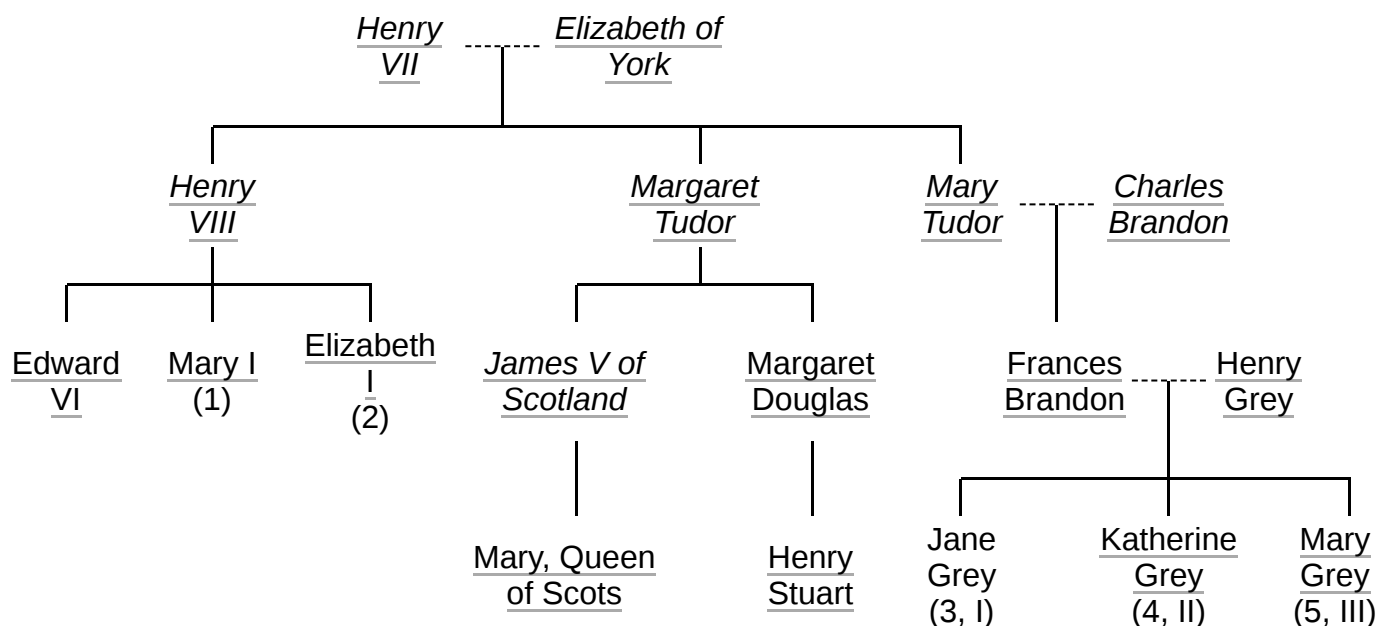 Henry
VII
Elizabeth of
York
Henry
VIII
Margaret
Tudor
Mary
Tudor
Charles
Brandon
Edward
VI
Mary I
(1)
Elizabeth
I
(2)
James V of
Scotland
Margaret
Douglas
Frances
Brandon
Henry
Grey
Mary, Queen
of Scots
Henry
Stuart
Jane
Grey
(3, I)
Katherine
Grey
(4, II)
Mary
Grey
(5, III)